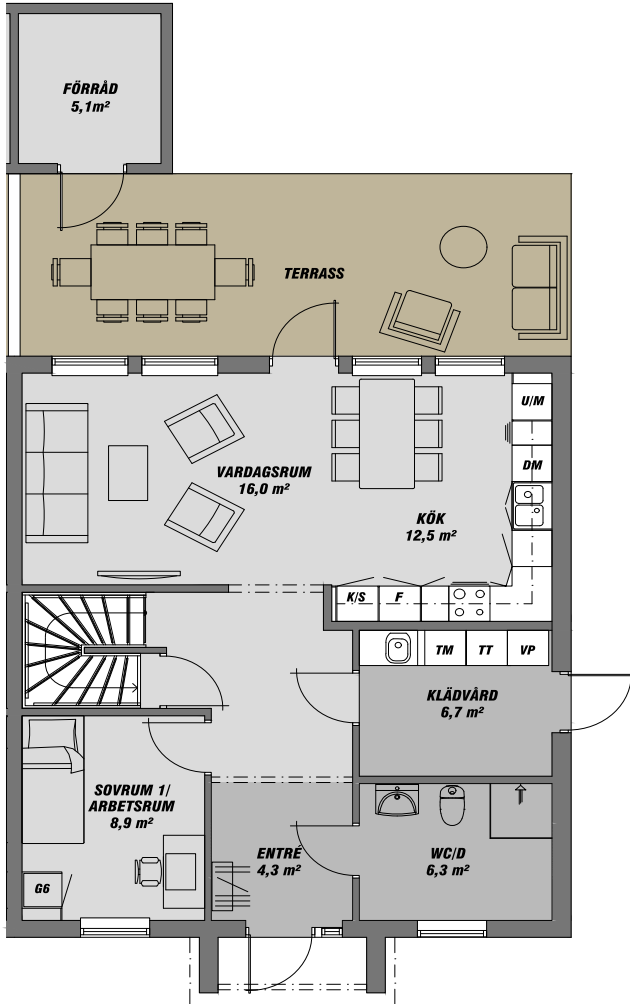 FÖRRÅD
5,1m²
TERRASS
U/M
VARDAGSRUM
16,0 m²
DM
KÖK
12,5 m²
K/S
F
TM
TT
VP
KLÄDVÅRD
6,7 m²
SOVRUM 1/
ARBETSRUM
8,9 m²
ENTRÉ
4,3 m²
WC/D
6,3 m²
G6